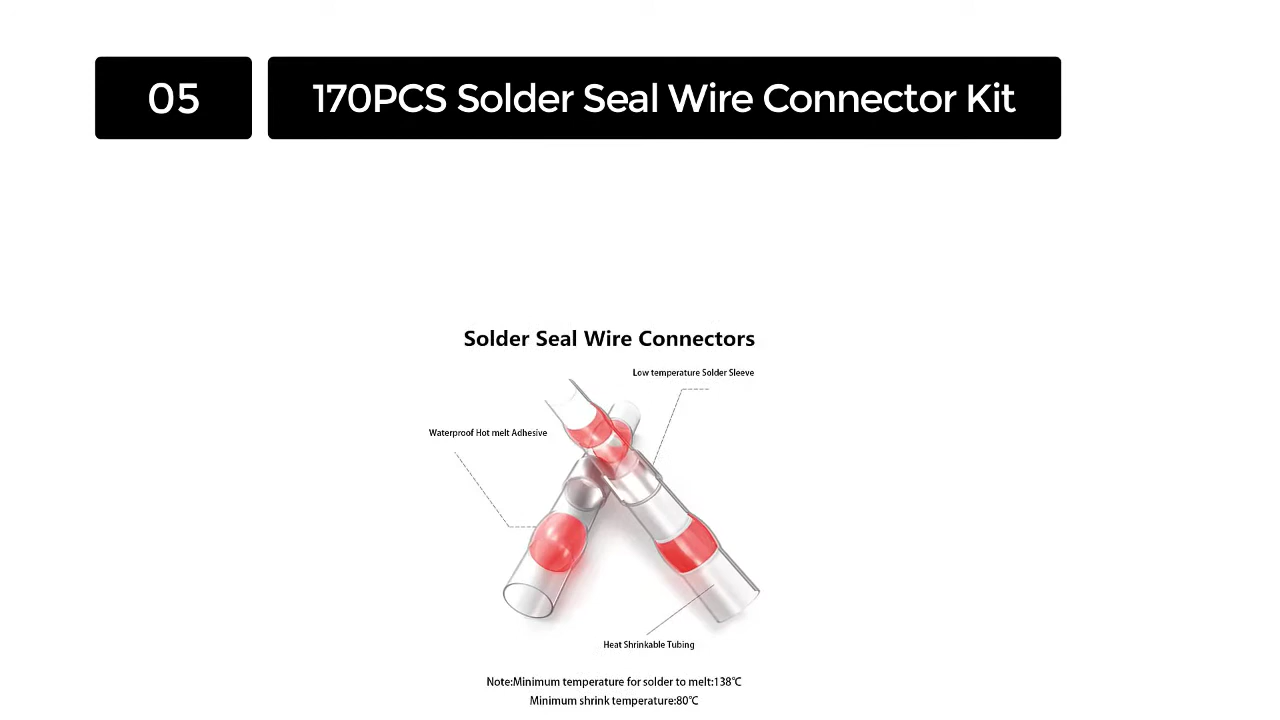 05
170PCS Solder Seal Wire Connector Kit
Solder Seal Wire Connectors
Low temperature Solder Sleeve
Waterproof Hot melt Adhesive
Heat Shrinkable Tubing
Note:Minimum temperature for solder to melt:138℃
Minimum shrink temperature:80℃